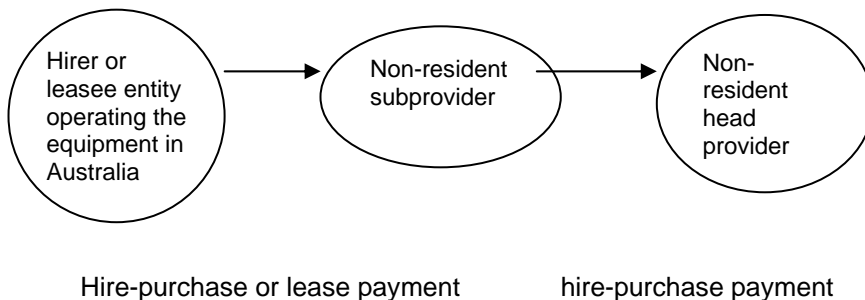 Hirer or
leasee entity
operating the
equipment in
Australia
Non-resident
subprovider
Non-
resident
head
provider
Hire-purchase or lease payment
hire-purchase payment